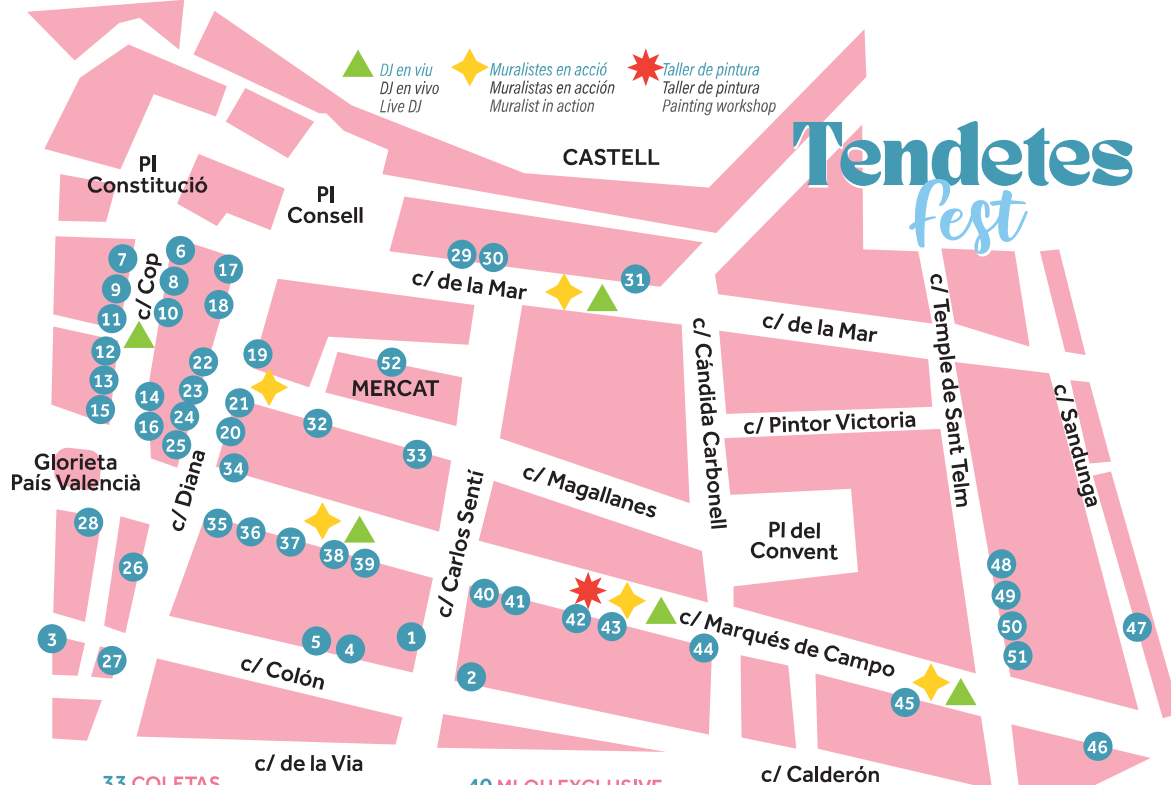 DJ en viu
DJ en vivo
Live DJ
Muralistes en acció
Muralistas en acción
Muralist in action
Taller de pintura
Taller de pintura
Painting workshop
Tendetes
fest
CASTELL
Pl
Constitució
Pl
Consell
c/ Cop
c/ de la Mar
c/ de la Mar
c/ Cándida Carbonell
c/ Temple de Sant Telm
c/ Sandunga
c/ Pintor Victoria
MERCAT
Glorieta
País Valencià
c/ Diana
c/ Carlos Sentí
c/ Magallanes
Pl del
Convent
c/ Marqués de Campo
c/ Colón
c/ de la Via
c/ Calderón
6
7
8
9
10
11
12
13
14
15
16
17
18
19
20
21
22
23
24
25
26
27
28
29
30
31
32
33
34
35
36
37
38
39
40
41
42
43
44
45
46
47
48
49
50
51
52
1
2
3
4
5
33 COLETAS
40 MLOU EXCLUSIVE